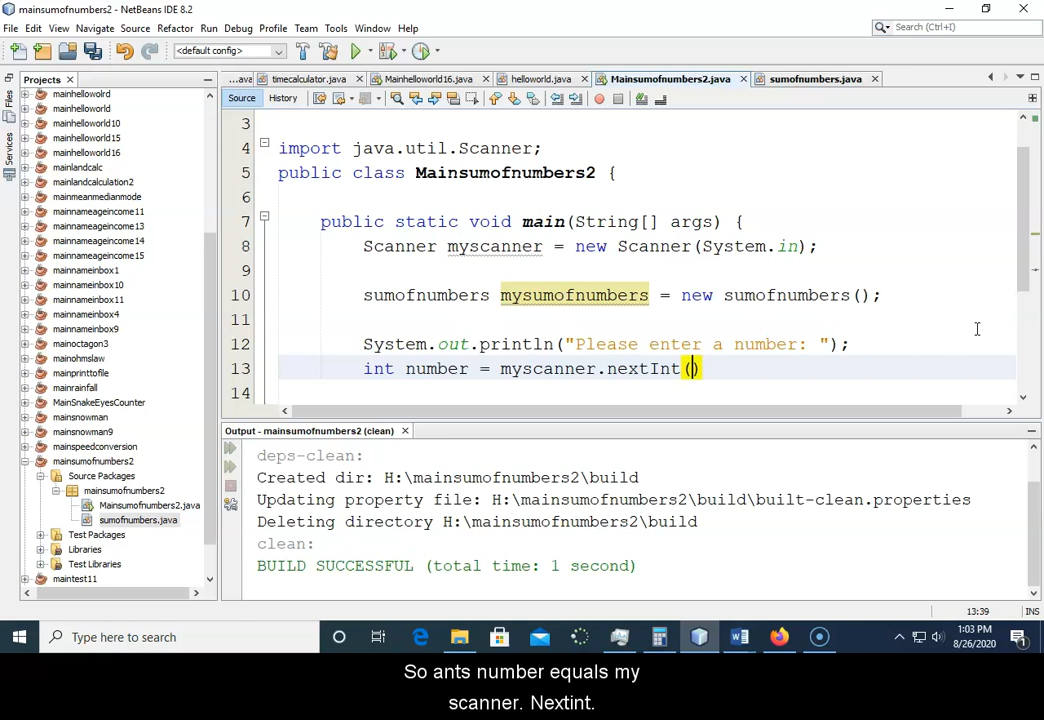 mainsumofnumbers2 - NetBeans IDE 8.2
File Edit View Navigate Source Refactor Run Debug Profile Team Tools Window Help
Search (Ctrl+I)
<default config>
Projects
...ava
timecalculator.java
Mainhelloworld16.java
helloworld.java
Mainsumofnumbers2.java
sumofnumbers.java
Files
Services
Source History
mainhellowolrd
mainhelloworld
mainhelloworld10
mainhelloworld15
mainhelloworld16
mainlandcalc
mainlandcalculation2
mainmeanmedianmode
mainnameageincome11
mainnameageincome13
mainnameageincome14
mainnameageincome15
mainnameinbox1
mainnameinbox10
mainnameinbox11
mainnameinbox4
mainnameinbox9
mainoctagon3
mainohmslaw
mainprinttofile
mainrainfall
MainSnakeEyesCounter
mainsnowman
mainsnowman9
mainspeedconversion
mainsumofnumbers2
Source Packages
mainsumofnumbers2
Mainsumofnumbers2.java
sumofnumbers.java
Test Packages
Libraries
Test Libraries
maintest11
3
4 import java.util.Scanner;
5 public class Mainsumofnumbers2 {
6
7 public static void main(String[] args) {
8 Scanner myscanner = new Scanner(System.in);
9
10 sumofnumbers mysumofnumbers = new sumofnumbers();
11
12 System.out.println("Please enter a number: ");
13 int number = myscanner.nextInt()
14
Output - mainsumofnumbers2 (clean)
deps-clean:
Created dir: H:\mainsumofnumbers2\build
Updating property file: H:\mainsumofnumbers2\build\built-clean.properties
Deleting directory H:\mainsumofnumbers2\build
clean:
BUILD SUCCESSFUL (total time: 1 second)
13:39 INS
Type here to search
1:03 PM
8/26/2020
So ants number equals my
scanner. Nextint.